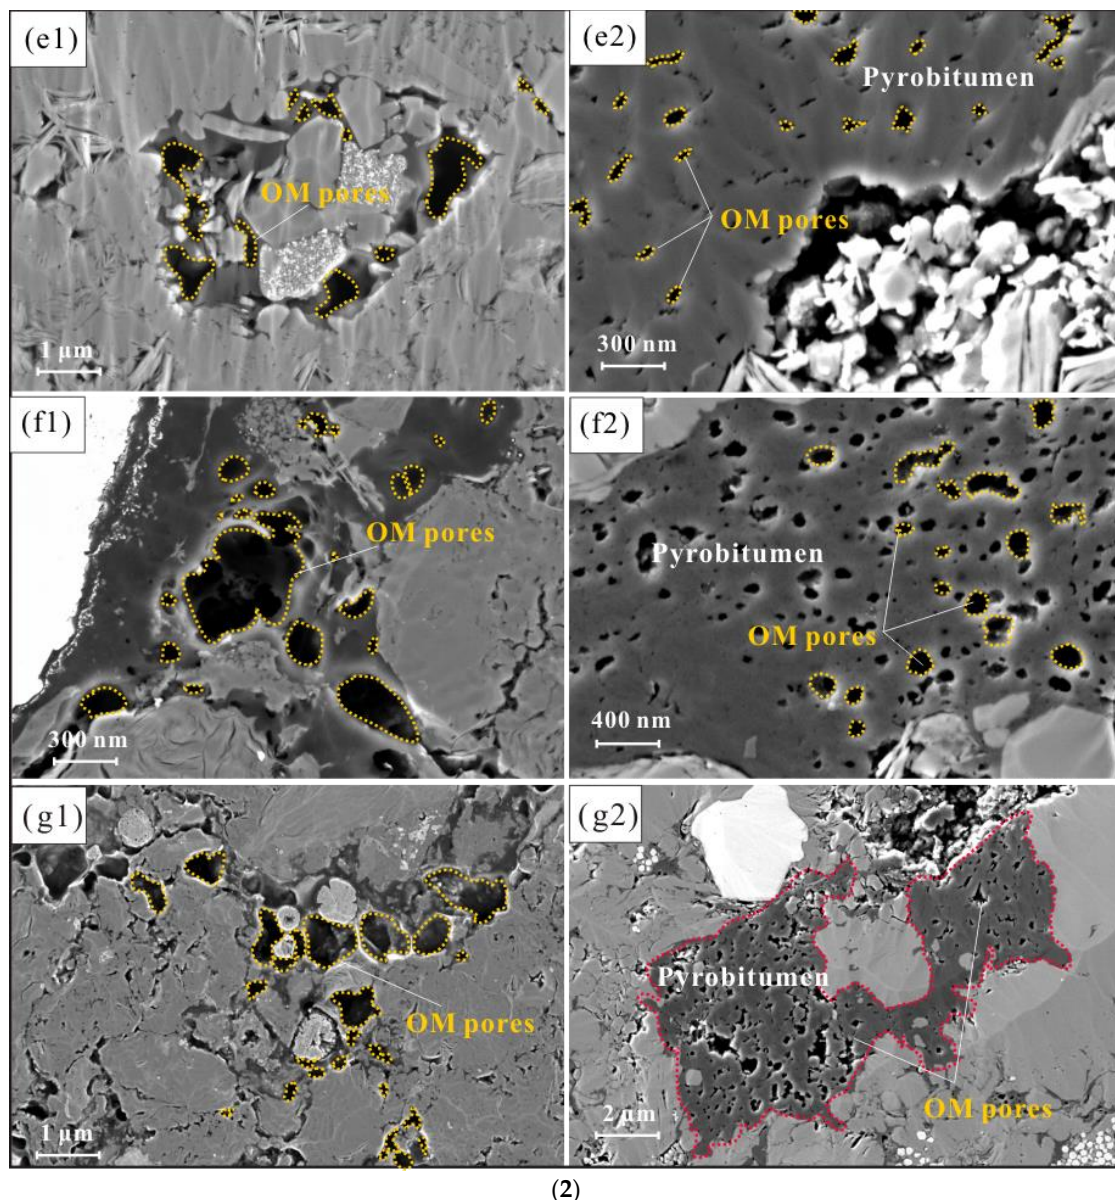 (e1)
OM pores
1 μm
(e2)
Pyrobitumen
OM pores
300 nm
(f1)
OM pores
300 nm
(f2)
Pyrobitumen
OM pores
400 nm
(g1)
OM pores
1 μm
(g2)
Pyrobitumen
OM pores
2 μm
(2)